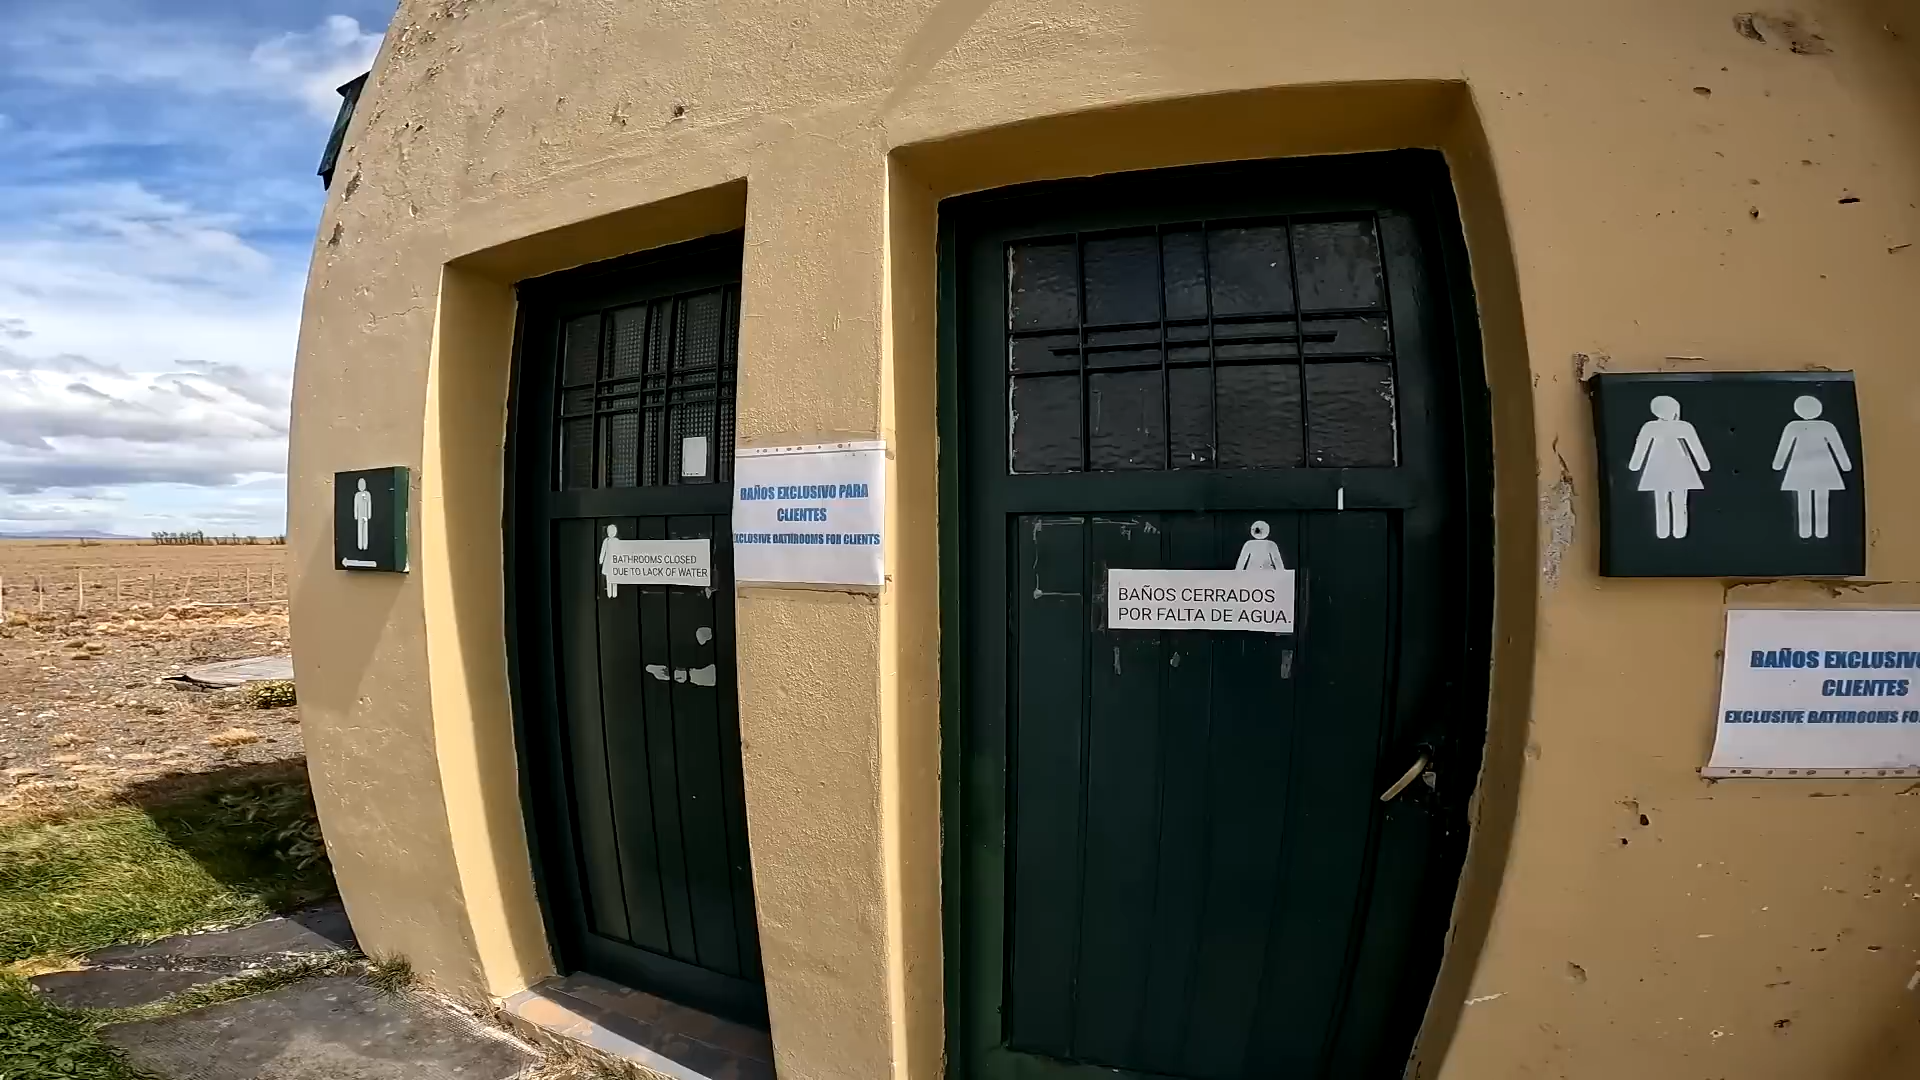 BATHROOMS CLOSED
DUE TO LACK OF WATER
BAÑOS EXCLUSIVO PARA
CLIENTES
EXCLUSIVE BATHROOMS FOR CLIENTS
BAÑOS CERRADOS
POR FALTA DE AGUA.
BAÑOS EXCLUSIVO
CLIENTES
EXCLUSIVE BATHROOMS FO